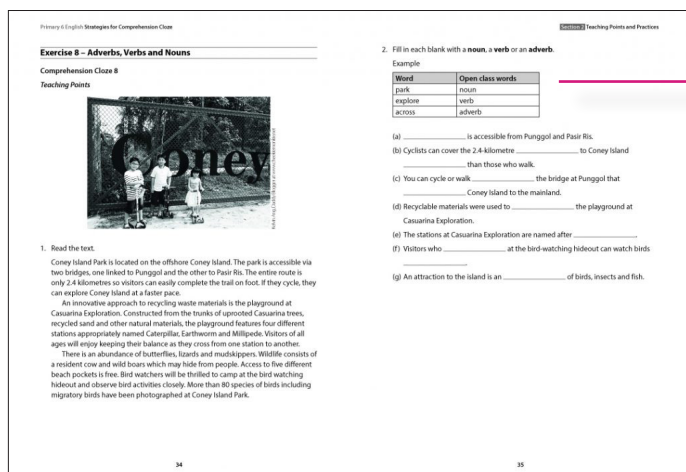 Primary 6 English Strategies for Comprehension Cloze
Exercise 8 – Adverbs, Verbs and Nouns
Comprehension Cloze 8
Teaching Points
Coney
1. Read the text.
Coney Island Park is located on the offshore Coney Island. The park is accessible via
two bridges, one linked to Punggol and the other to Pasir Ris. The entire route is
only 2.4 kilometres so visitors can easily complete the trail on foot. If they cycle, they
can explore Coney Island at a faster pace.
An innovative approach to recycling waste materials is the playground at
Casuarina Exploration. Constructed from the trunks of uprooted Casuarina trees,
recycled sand and other natural materials, the playground features four different
stations appropriately named Caterpillar, Earthworm and Millipede. Visitors of all
ages will enjoy keeping their balance as they cross from one station to another.
There is an abundance of butterflies, lizards and mudskippers. Wildlife consists of
a resident cow and wild boars which may hide from people. Access to five different
beach pockets is free. Bird watchers will be thrilled to camp at the bird watching
hideout and observe bird activities closely. More than 80 species of birds including
migratory birds have been photographed at Coney Island Park.
34
Section 2 Teaching Points and Practices
2. Fill in each blank with a noun, a verb or an adverb.
Example
Word Open class words
park noun
explore verb
across adverb
(a) ______________ is accessible from Punggol and Pasir Ris.
(b) Cyclists can cover the 2.4-kilometre ______________ to Coney Island
______________ than those who walk.
(c) You can cycle or walk ______________ the bridge at Punggol that
______________ Coney Island to the mainland.
(d) Recyclable materials were used to ______________ the playground at
Casuarina Exploration.
(e) The stations at Casuarina Exploration are named after ______________.
(f) Visitors who ______________ at the bird-watching hideout can watch birds
______________.
(g) An attraction to the island is an ______________ of birds, insects and fish.
35